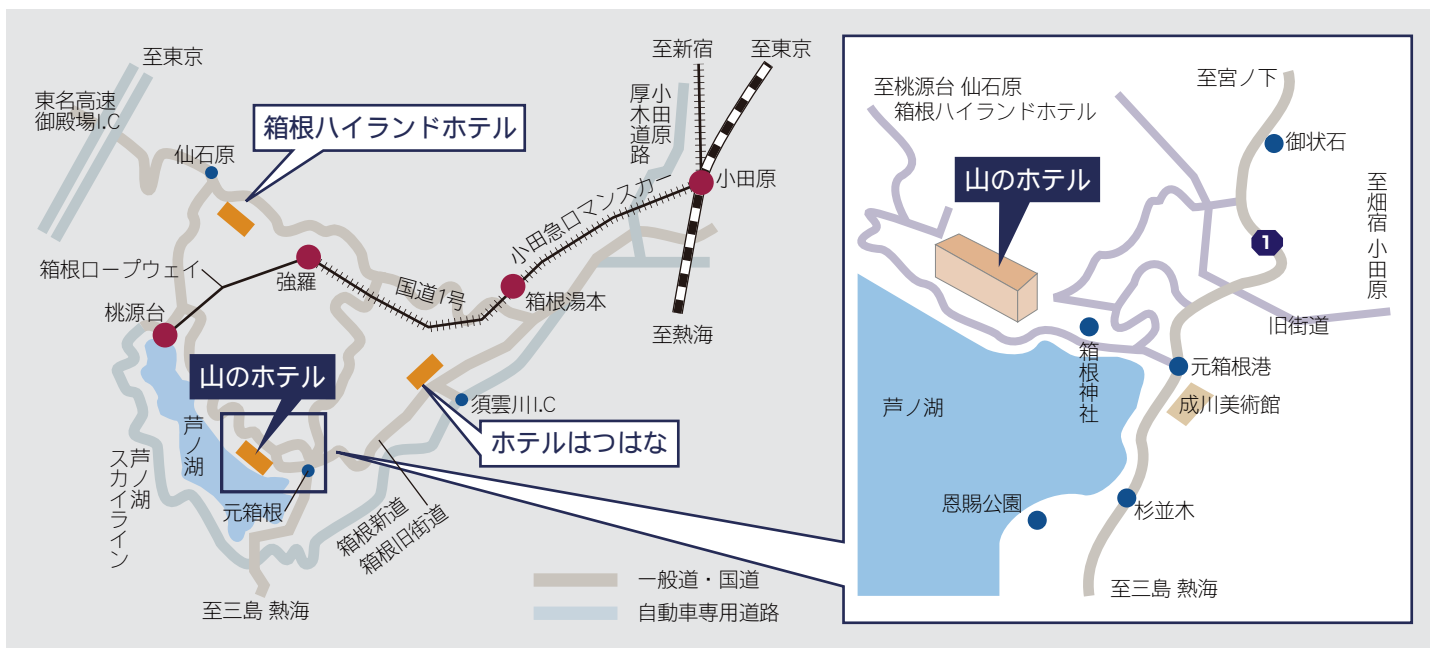 至東京
東名高速
御殿場I.C
仙石原
箱根ハイランドホテル
至新宿
至東京
小田原
厚木道路
小田原
小田急ロマンスカー
箱根ロープウェイ
強羅
国道1号
箱根湯本
至熱海
桃源台
山のホテル
須雲川I.C
ホテルはつはな
芦ノ湖
芦ノ湖
スカイライン
元箱根
箱根新道
箱根旧街道
至三島 熱海
一般道・国道
自動車専用道路
至宮ノ下
至桃源台 仙石原
箱根ハイランドホテル
御状石
山のホテル
至畑宿 小田原
1
旧街道
箱根神社
元箱根港
成川美術館
芦ノ湖
恩賜公園
杉並木
至三島 熱海